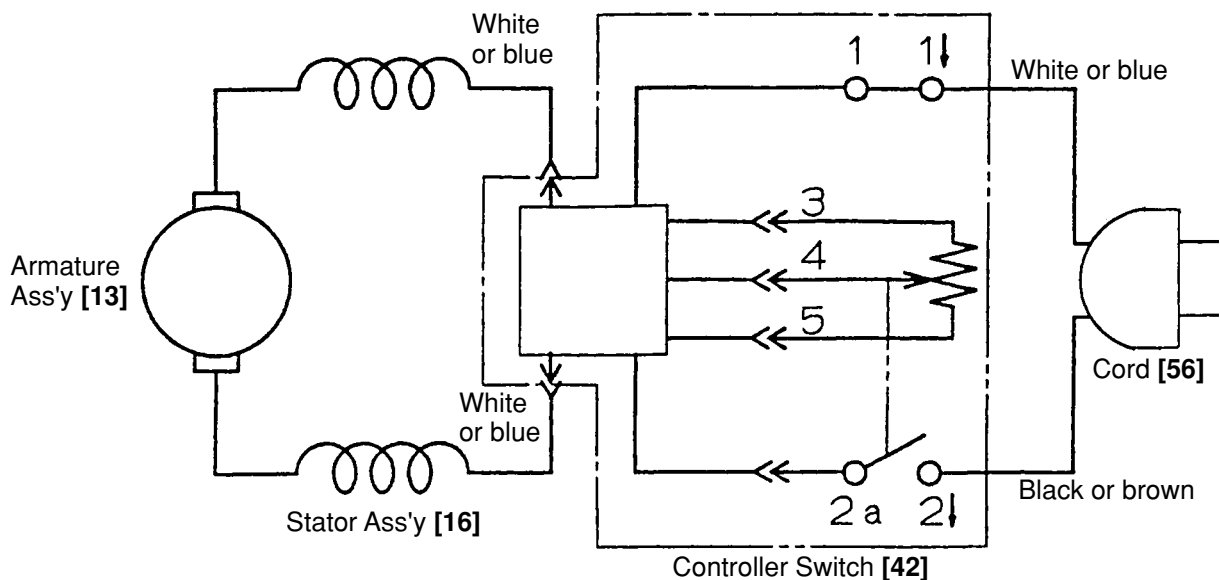 White
or blue
1 1
White or blue
3
Armature
Ass'y [13]
4
5
Cord [56]
White
or blue
2a 2
Black or brown
Stator Ass'y [16]
Controller Switch [42]